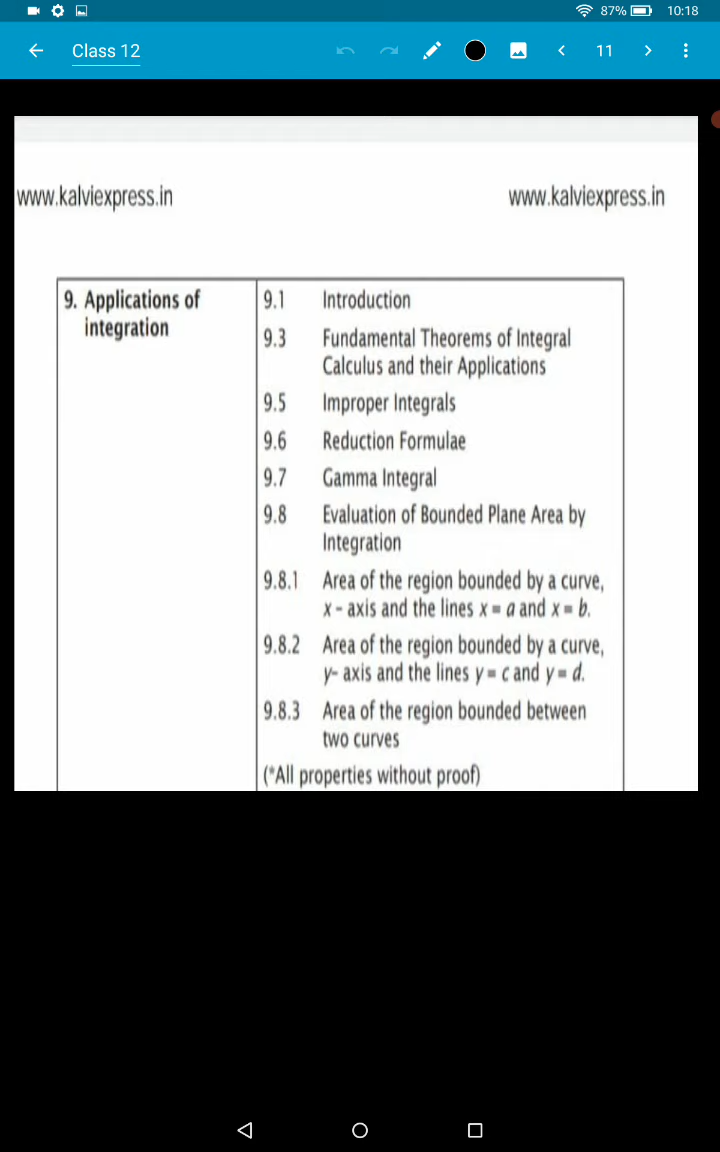 87% 10:18
Class 12 11
www.kalviexpress.in www.kalviexpress.in
9. Applications of integration
9.1 Introduction
9.3 Fundamental Theorems of Integral
Calculus and their Applications
9.5 Improper Integrals
9.6 Reduction Formulae
9.7 Gamma Integral
9.8 Evaluation of Bounded Plane Area by
Integration
9.8.1 Area of the region bounded by a curve,
x - axis and the lines x = a and x = b.
9.8.2 Area of the region bounded by a curve,
y- axis and the lines y = c and y = d.
9.8.3 Area of the region bounded between
two curves
(*All properties without proof)